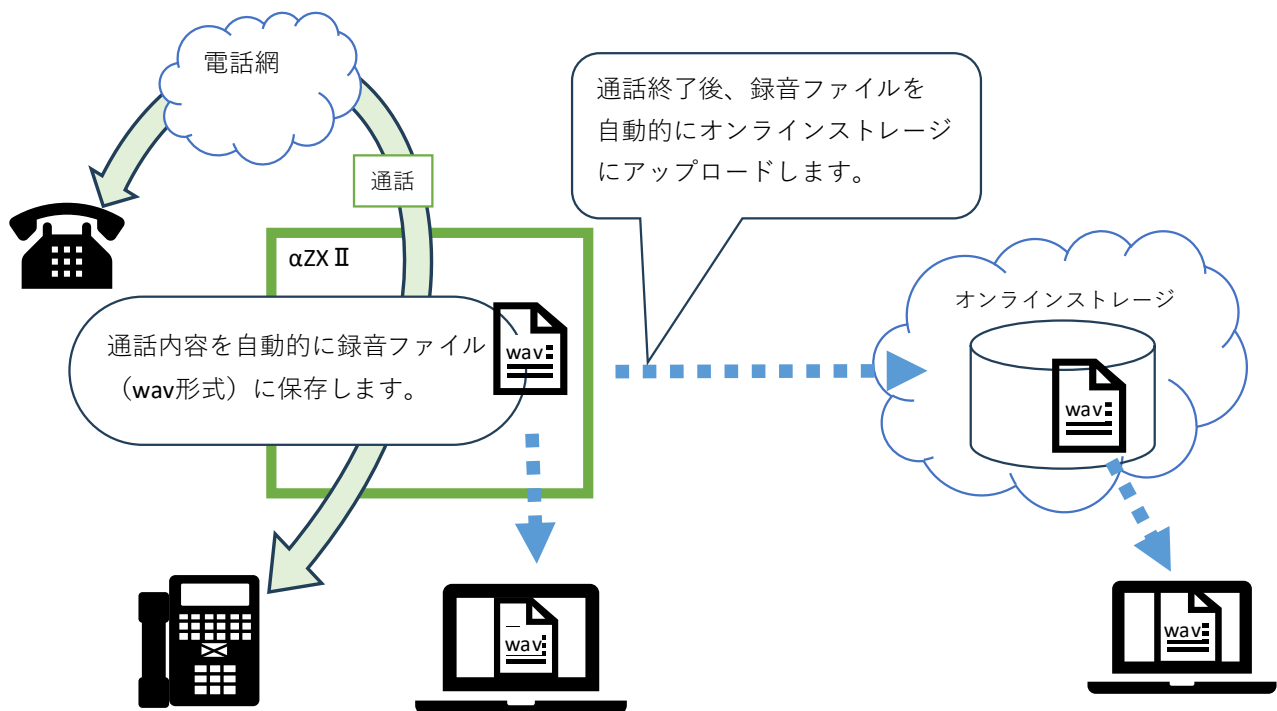 電話網
通話終了後、録音ファイルを
自動的にオンラインストレージ
にアップロードします。
通話
αZXⅡ
オンラインストレージ
通話内容を自動的に録音ファイル
（wav形式）に保存します。
wav
wav
wav
wav